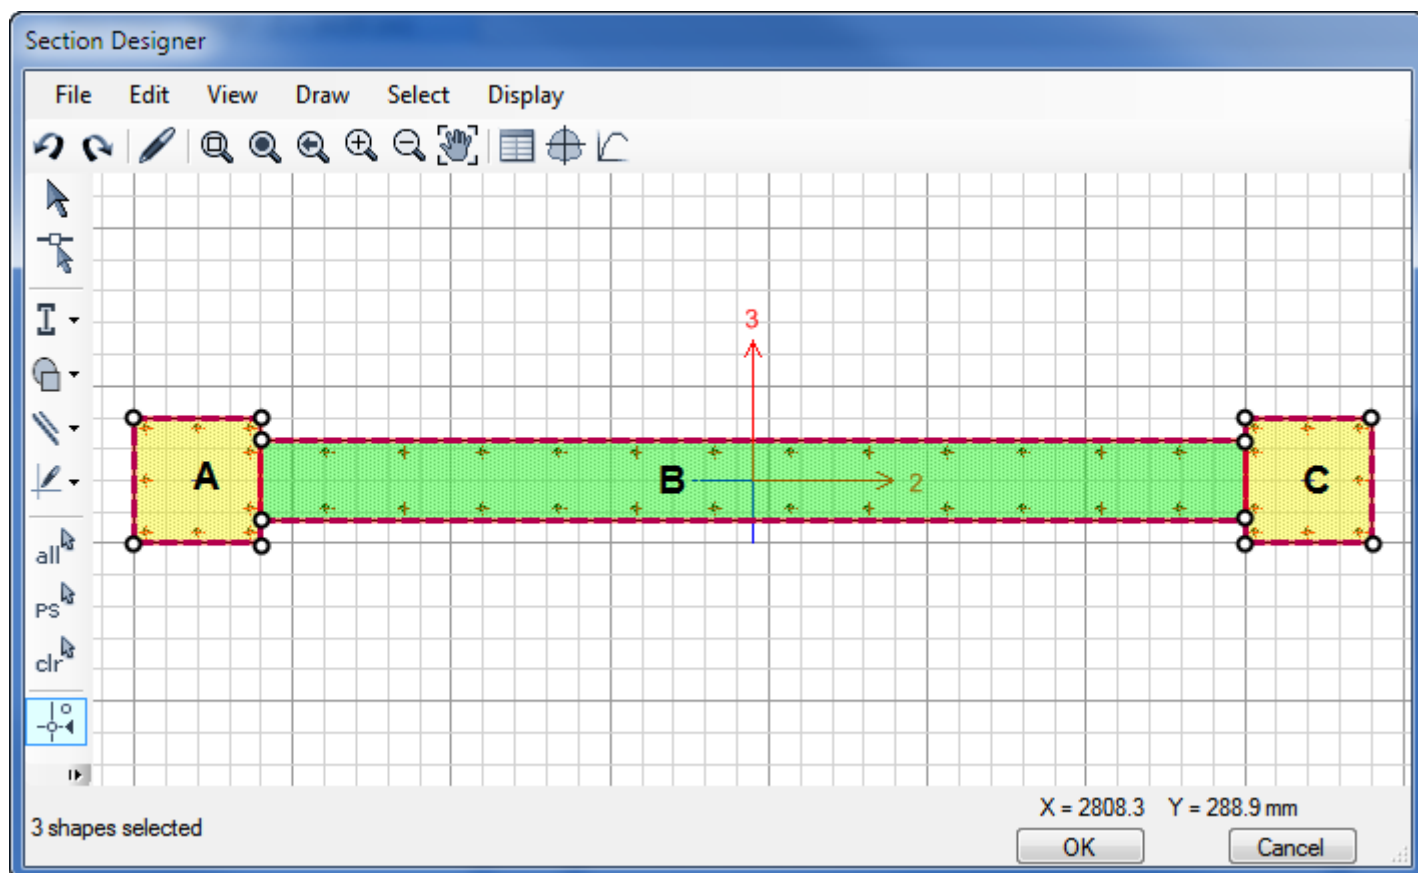 Section Designer
File Edit View Draw Select Display
3
A B 2 C
all
PS
clr
X = 2808.3 Y = 288.9 mm
3 shapes selected
OK Cancel